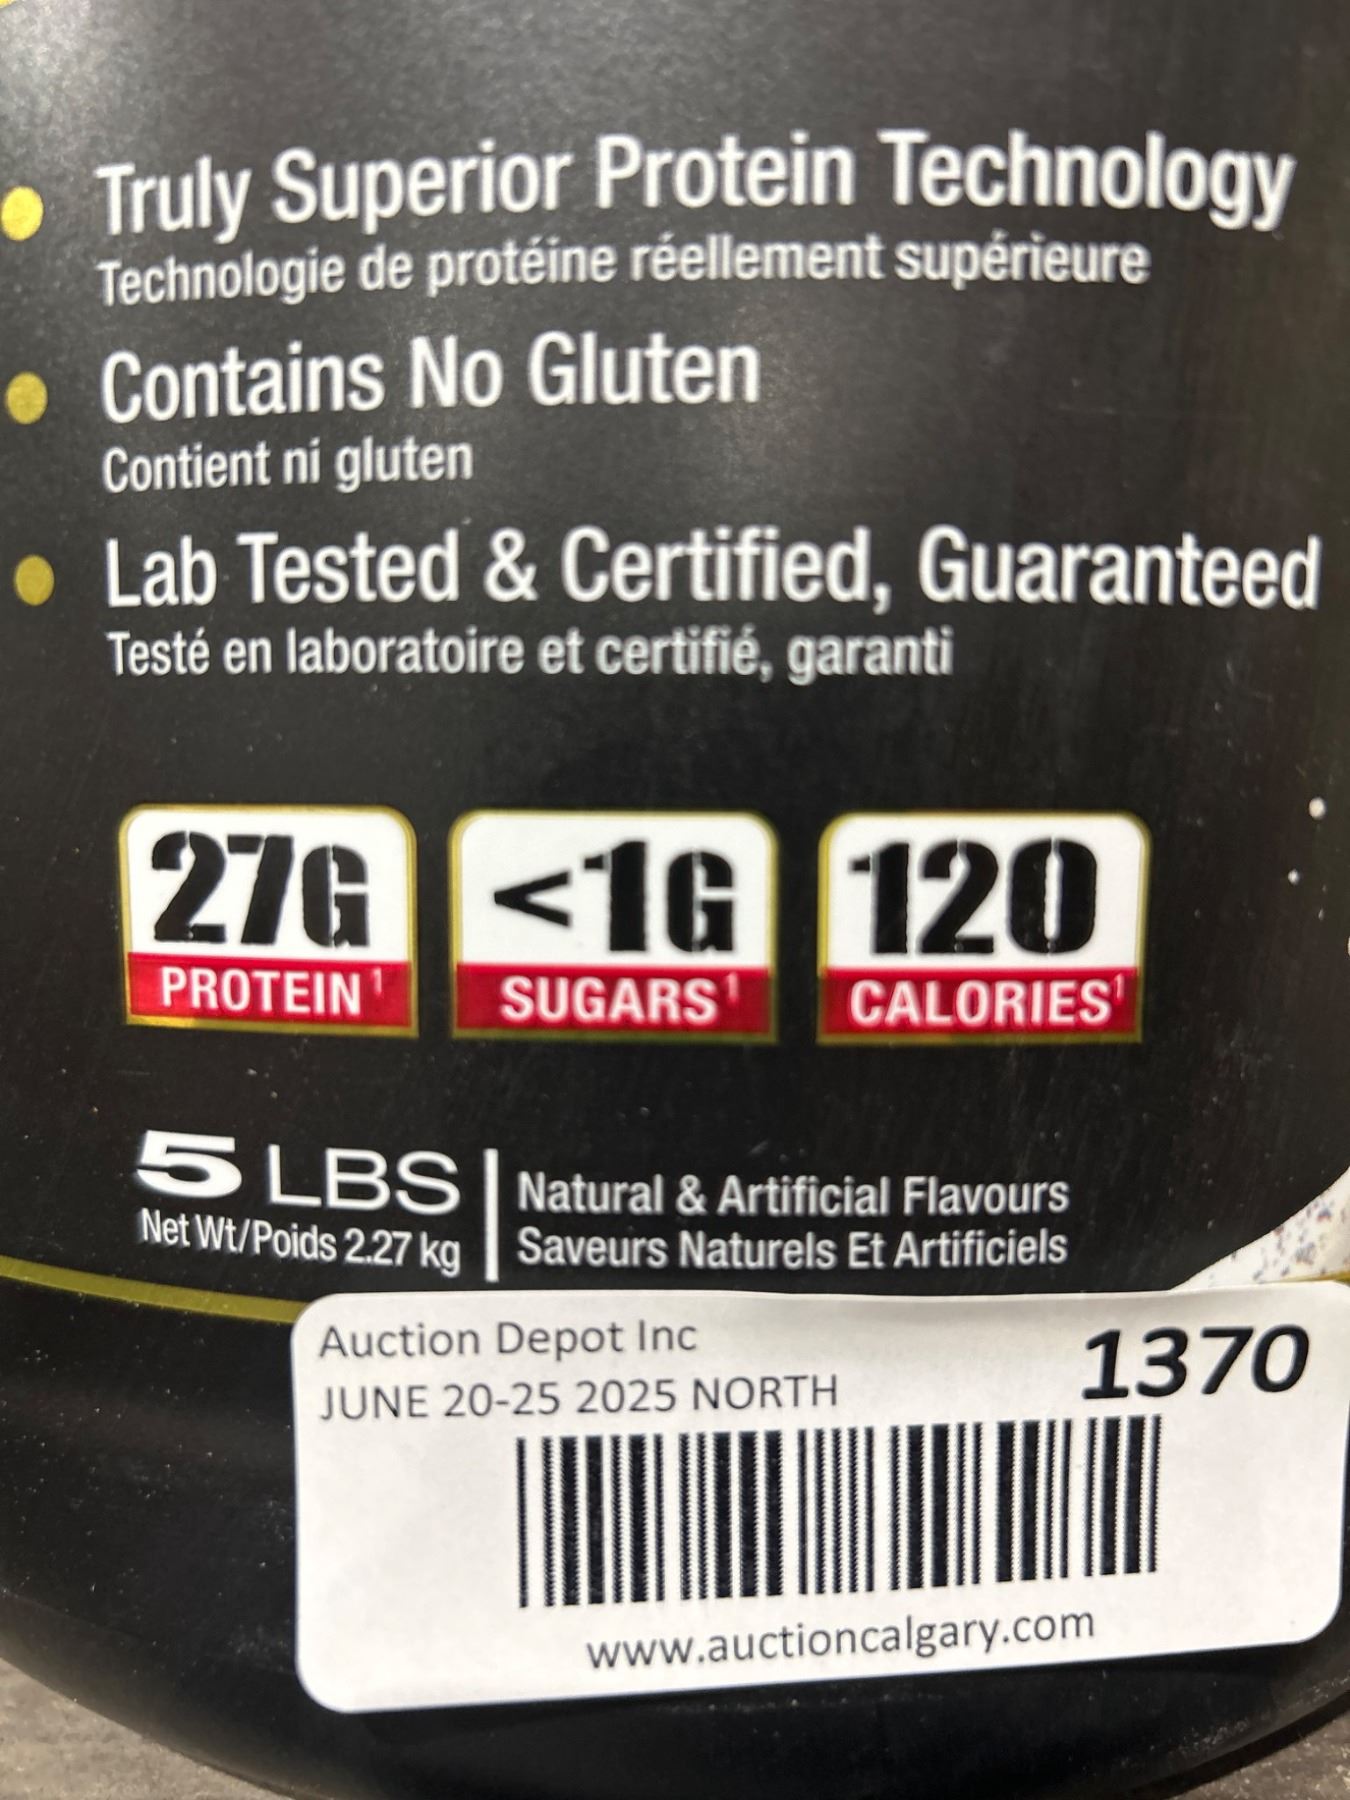 Truly Superior Protein Technology
Technologie de protéine réellement supérieure
Contains No Gluten
Contient ni gluten
Lab Tested & Certified, Guaranteed
Testé en laboratoire et certifié, garanti
27G
PROTEIN¹
<1G
SUGARS¹
120
CALORIES¹
5 LBS
Net Wt/Poids 2.27 kg
Natural & Artificial Flavours
Saveurs Naturels Et Artificiels
Auction Depot Inc
1370
JUNE 20-25 2025 NORTH
www.auctioncalgary.com